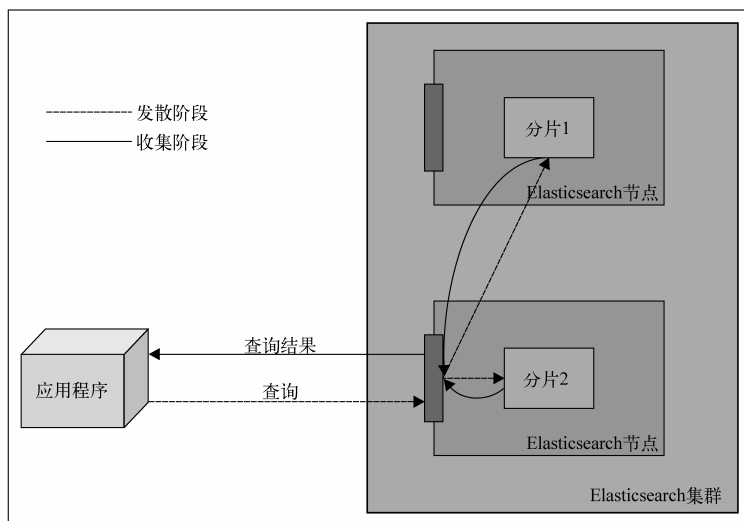 发散阶段
收集阶段
分片1
Elasticsearch节点
查询结果
应用程序
查询
分片2
Elasticsearch节点
Elasticsearch集群